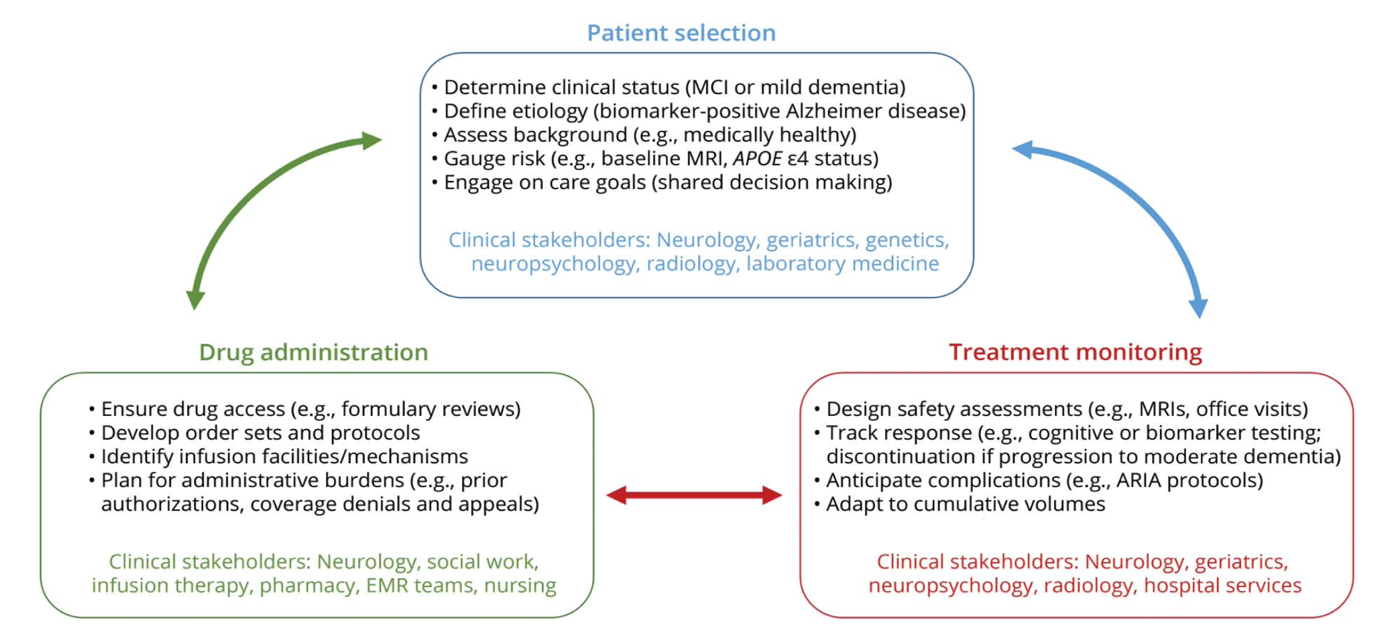 Patient selection
• Determine clinical status (MCI or mild dementia)
• Define etiology (biomarker-positive Alzheimer disease)
• Assess background (e.g., medically healthy)
• Gauge risk (e.g., baseline MRI, APOE ε4 status)
• Engage on care goals (shared decision making)
Clinical stakeholders: Neurology, geriatrics, genetics,
neuropsychology, radiology, laboratory medicine
Drug administration
• Ensure drug access (e.g., formulary reviews)
• Develop order sets and protocols
• Identify infusion facilities/mechanisms
• Plan for administrative burdens (e.g., prior
authorizations, coverage denials and appeals)
Clinical stakeholders: Neurology, social work,
infusion therapy, pharmacy, EMR teams, nursing
Treatment monitoring
• Design safety assessments (e.g., MRIs, office visits)
• Track response (e.g., cognitive or biomarker testing;
discontinuation if progression to moderate dementia)
• Anticipate complications (e.g., ARIA protocols)
• Adapt to cumulative volumes
Clinical stakeholders: Neurology, geriatrics,
neuropsychology, radiology, hospital services